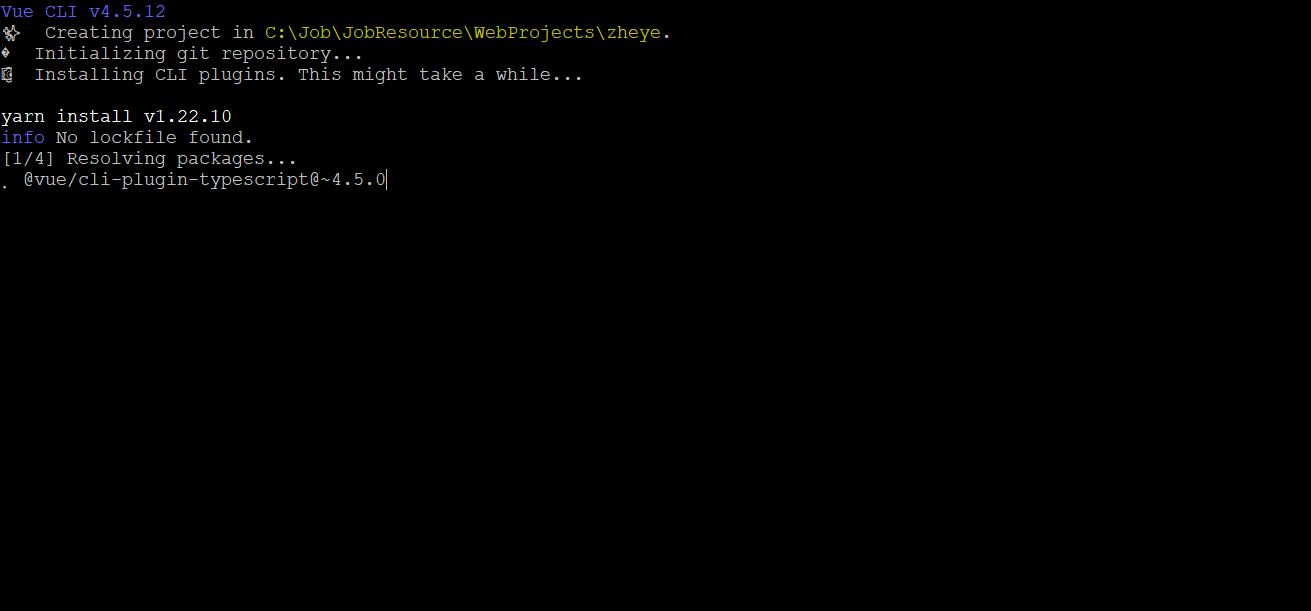 Vue CLI v4.5.12
✨  Creating project in C:\Job\JobResource\WebProjects\zheye.
�  Initializing git repository...
⚙  Installing CLI plugins. This might take a while...
yarn install v1.22.10
info No lockfile found.
[1/4] Resolving packages...
. @vue/cli-plugin-typescript@~4.5.0